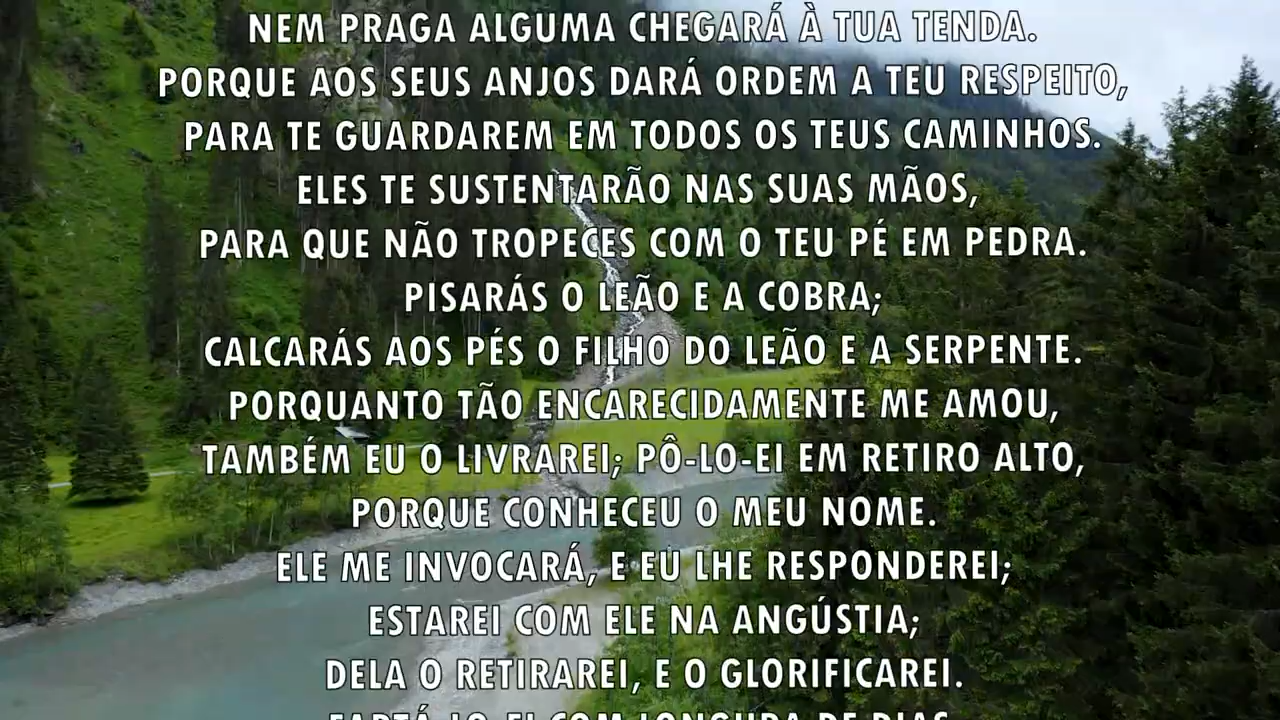 NEM PRAGA ALGUMA CHEGARÁ À TUA TENDA.
PORQUE AOS SEUS ANJOS DARÁ ORDEM A TEU RESPEITO,
PARA TE GUARDAREM EM TODOS OS TEUS CAMINHOS.
ELES TE SUSTENTARÃO NAS SUAS MÃOS,
PARA QUE NÃO TROPECES COM O TEU PÉ EM PEDRA.
PISARÁS O LEÃO E A COBRA;
CALCARÁS AOS PÉS O FILHO DO LEÃO E A SERPENTE.
PORQUANTO TÃO ENCARECIDAMENTE ME AMOU,
TAMBÉM EU O LIVRAREI; PÔ-LO-EI EM RETIRO ALTO,
PORQUE CONHECEU O MEU NOME.
ELE ME INVOCARÁ, E EU LHE RESPONDEREI;
ESTAREI COM ELE NA ANGÚSTIA;
DELA O RETIRAREI, E O GLORIFICAREI.
FARTÁ-LO-EI COM LONGURA DE DIAS